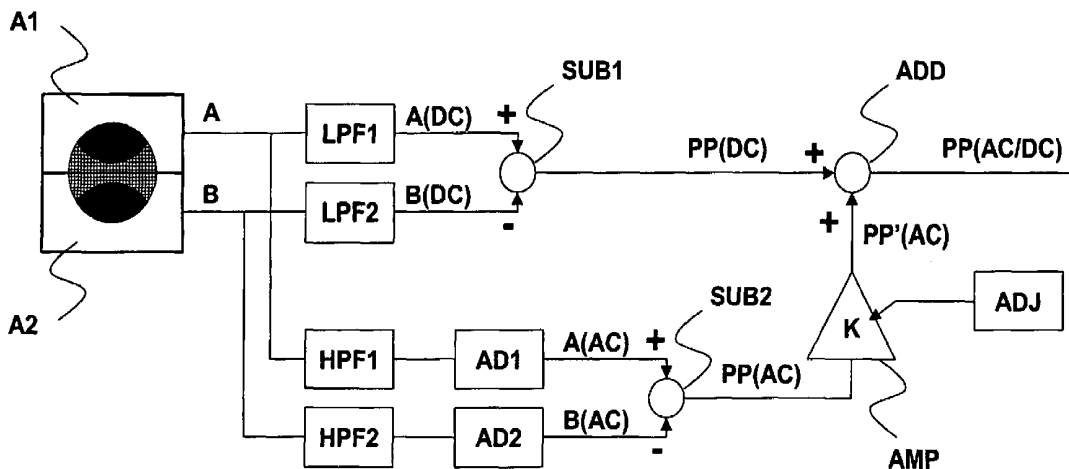 A1
SUB1
ADD
A
LPF1
A(DC)
+
PP(DC)
+
PP(AC/DC)
B
LPF2
B(DC)
-
+
PP'(AC)
A2
SUB2
K
ADJ
HPF1
AD1
A(AC)
+
PP(AC)
HPF2
AD2
B(AC)
-
AMP